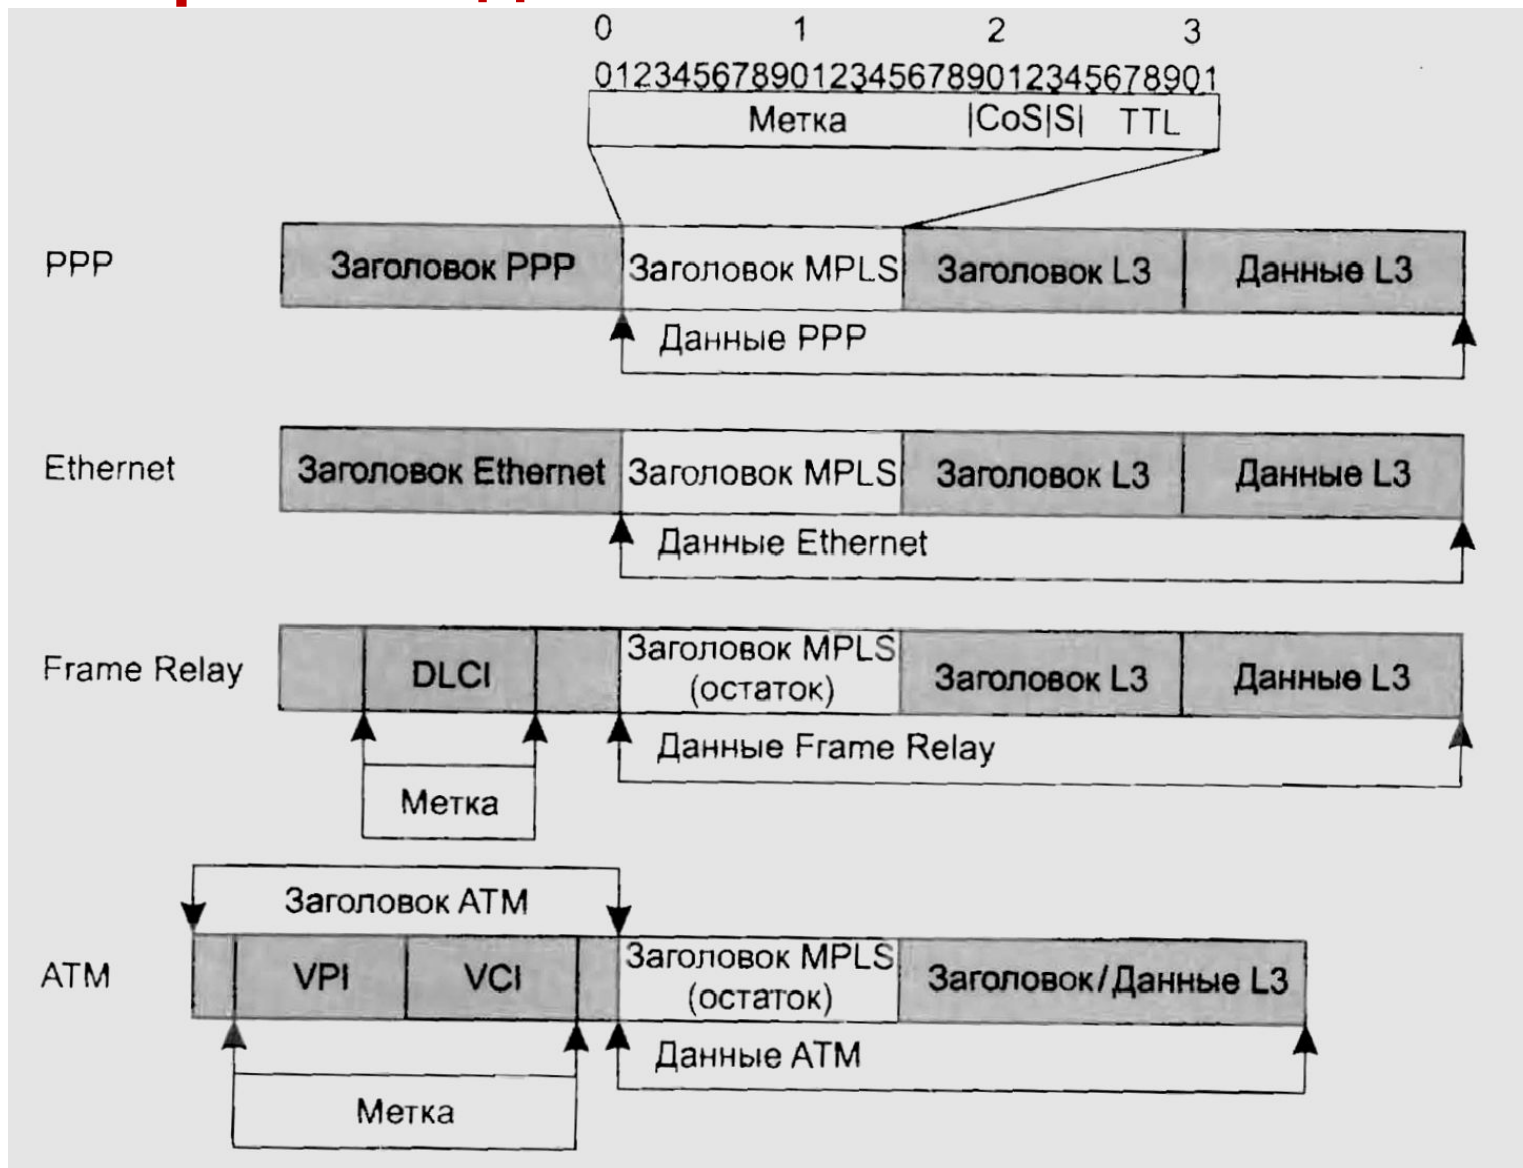 0 1 2 3
01234567890123456789012345678901
Метка |CoS|S| TTL
PPP
Заголовок PPP Заголовок MPLS Заголовок L3 Данные L3
Данные PPP
Ethernet
Заголовок Ethernet Заголовок MPLS Заголовок L3 Данные L3
Данные Ethernet
Frame Relay
DLCI
Заголовок MPLS
(остаток)
Заголовок L3 Данные L3
Данные Frame Relay
Метка
Заголовок ATM
ATM
VPI VCI
Заголовок MPLS
(остаток)
Заголовок/Данные L3
Данные ATM
Метка